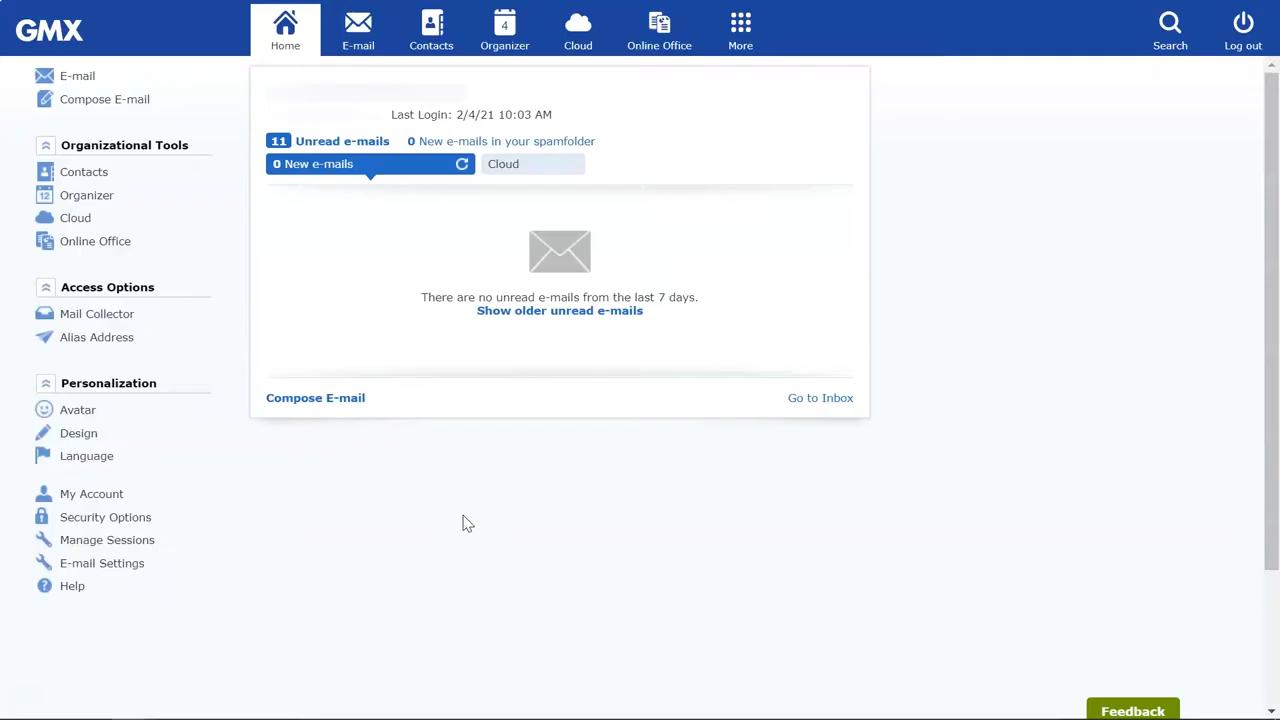 GMX
Home
E-mail
Contacts
4
Organizer
Cloud
Online Office
More
Search
Log out
E-mail
Compose E-mail
Organizational Tools
Contacts
12
Organizer
Cloud
Online Office
Access Options
Mail Collector
Alias Address
Personalization
Avatar
Design
Language
My Account
Security Options
Manage Sessions
E-mail Settings
Help
Last Login: 2/4/21 10:03 AM
11 Unread e-mails 0 New e-mails in your spamfolder
0 New e-mails Cloud
There are no unread e-mails from the last 7 days.
Show older unread e-mails
Compose E-mail Go to Inbox
Feedback